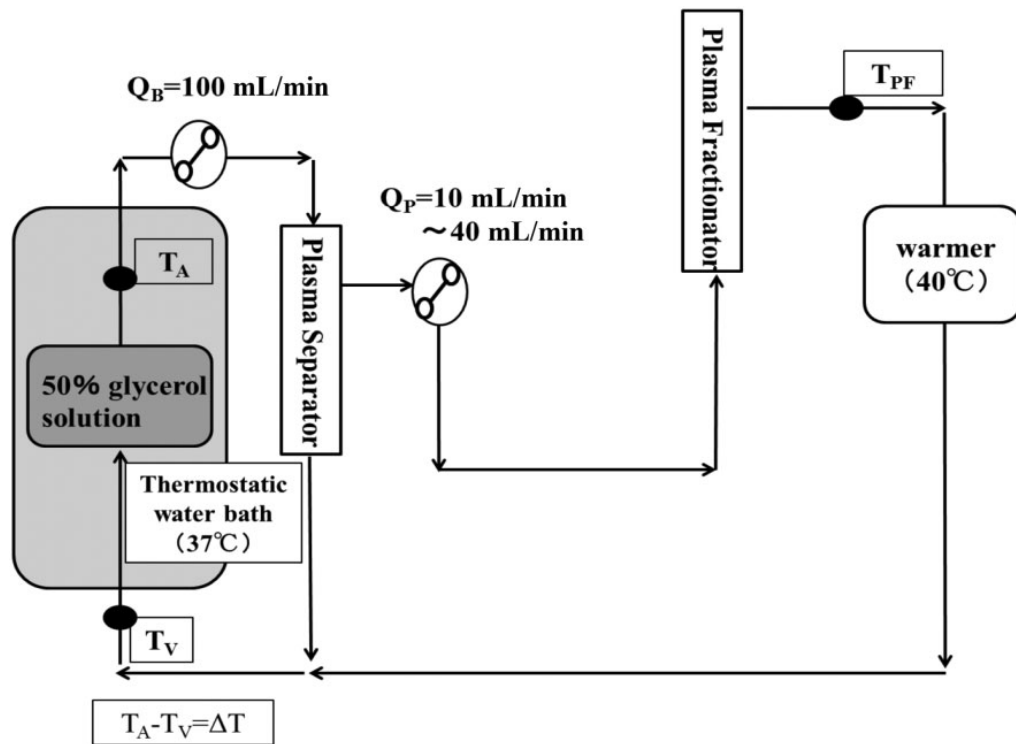 Q_B=100 mL/min
T_A
50% glycerol
solution
Thermostatic
water bath
（37℃）
T_V
T_A-T_V=ΔT
Plasma Separator
Q_P=10 mL/min
～40 mL/min
Plasma Fractionator
T_PF
warmer
（40℃）